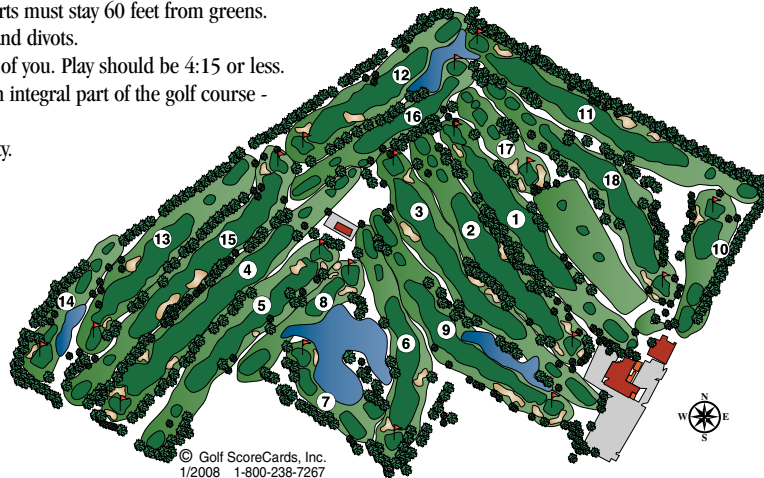 rts must stay 60 feet from greens.
and divots.
of you. Play should be 4:15 or less.
n integral part of the golf course -
ty.
12
11
16
17
18
3
1
2
10
13
15
4
14
5
8
9
6
7
N
W E
S
© Golf ScoreCards, Inc.
1/2008 1-800-238-7267